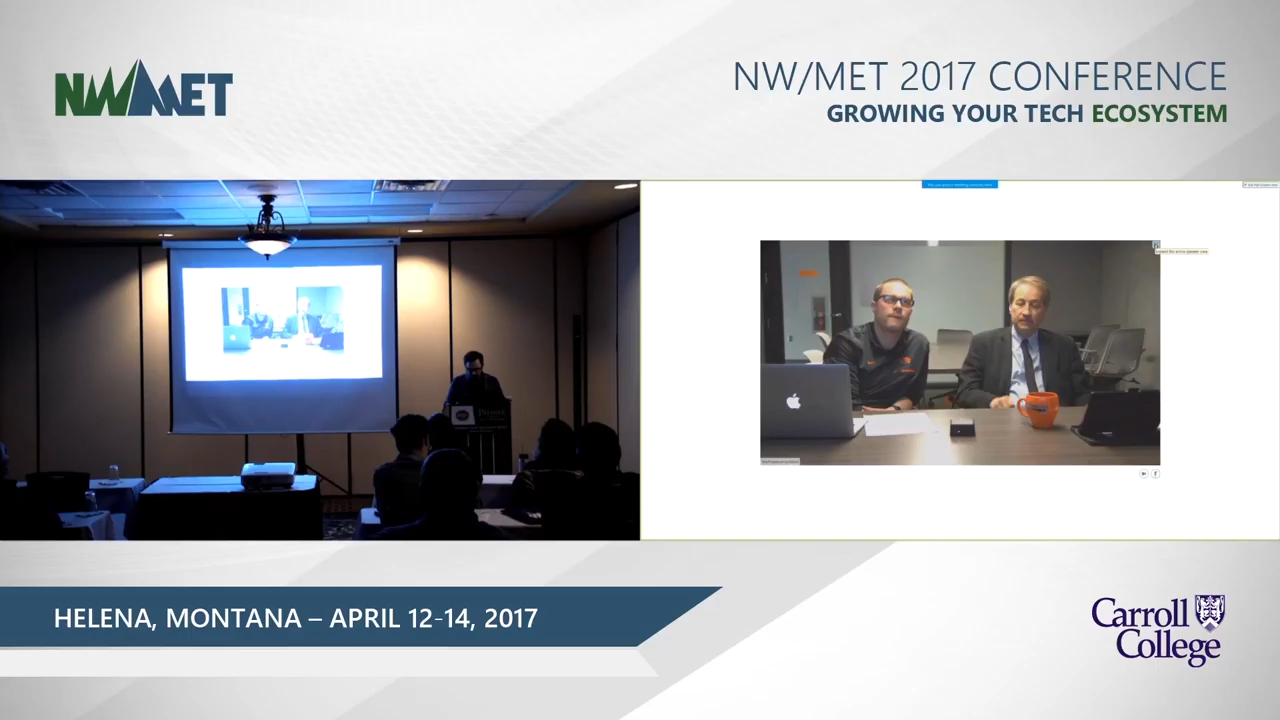 NWMET
NW/MET 2017 CONFERENCE
GROWING YOUR TECH ECOSYSTEM
HELENA, MONTANA – APRIL 12-14, 2017
Carroll
College